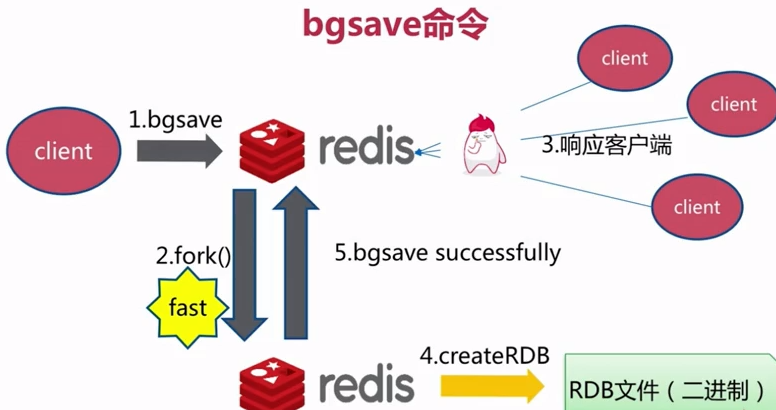 bgsave命令
client
client
client
client
1.bgsave
redis
3.响应客户端
2.fork()
fast
5.bgsave successfully
redis
4.createRDB
RDB文件（二进制）